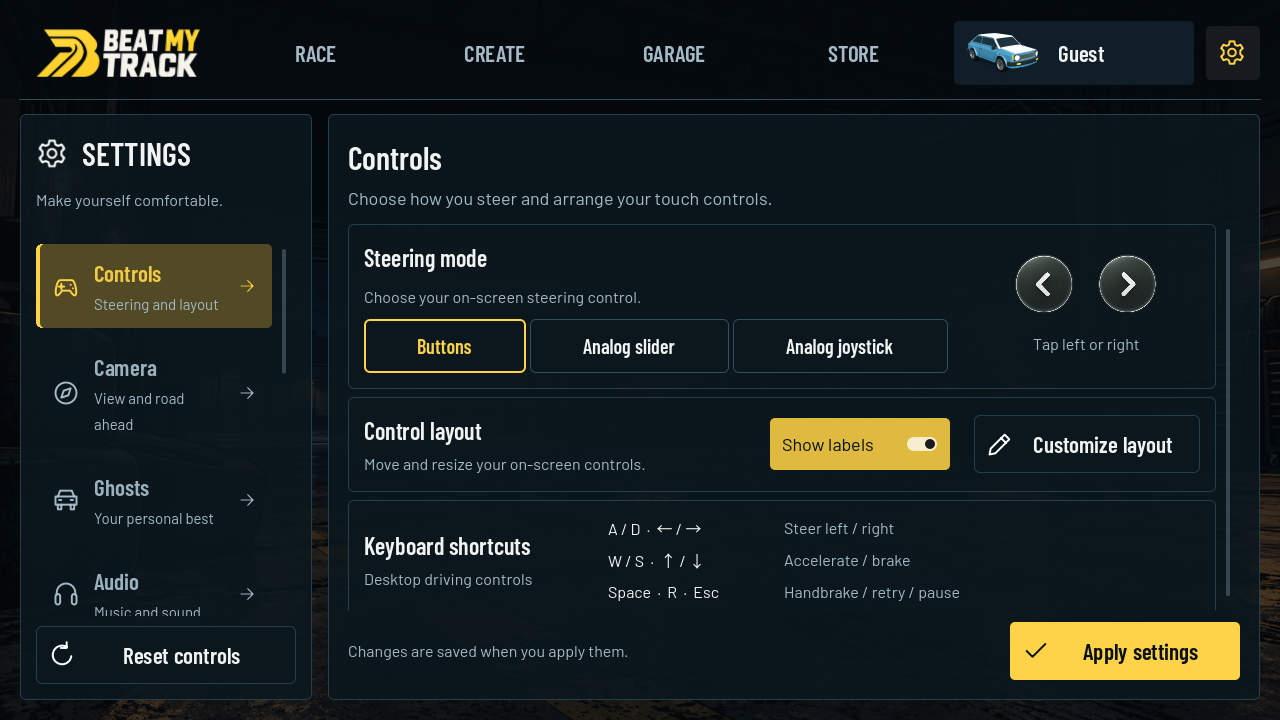 BEATMY
TRACK
RACE
CREATE
GARAGE
STORE
Guest
SETTINGS
Make yourself comfortable.
Controls
Steering and layout
Camera
View and road
ahead
Ghosts
Your personal best
Audio
Music and sound
Reset controls
Controls
Choose how you steer and arrange your touch controls.
Steering mode
Choose your on-screen steering control.
Buttons
Analog slider
Analog joystick
Tap left or right
Control layout
Move and resize your on-screen controls.
Show labels
Customize layout
Keyboard shortcuts
Desktop driving controls
A / D · ← / →
Steer left / right
W / S · ↑ / ↓
Accelerate / brake
Space · R · Esc
Handbrake / retry / pause
Changes are saved when you apply them.
Apply settings